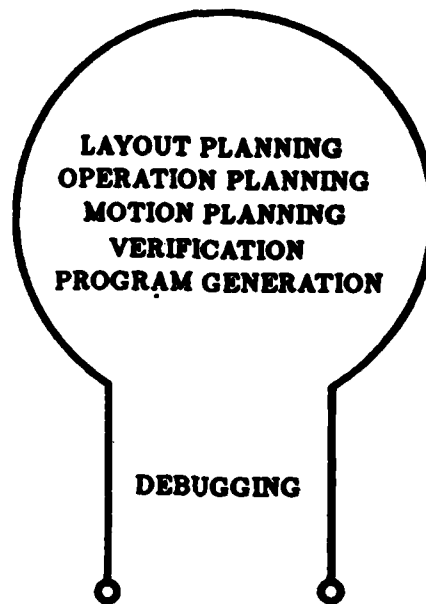 LAYOUT PLANNING
OPERATION PLANNING
MOTION PLANNING
VERIFICATION
PROGRAM GENERATION
DEBUGGING